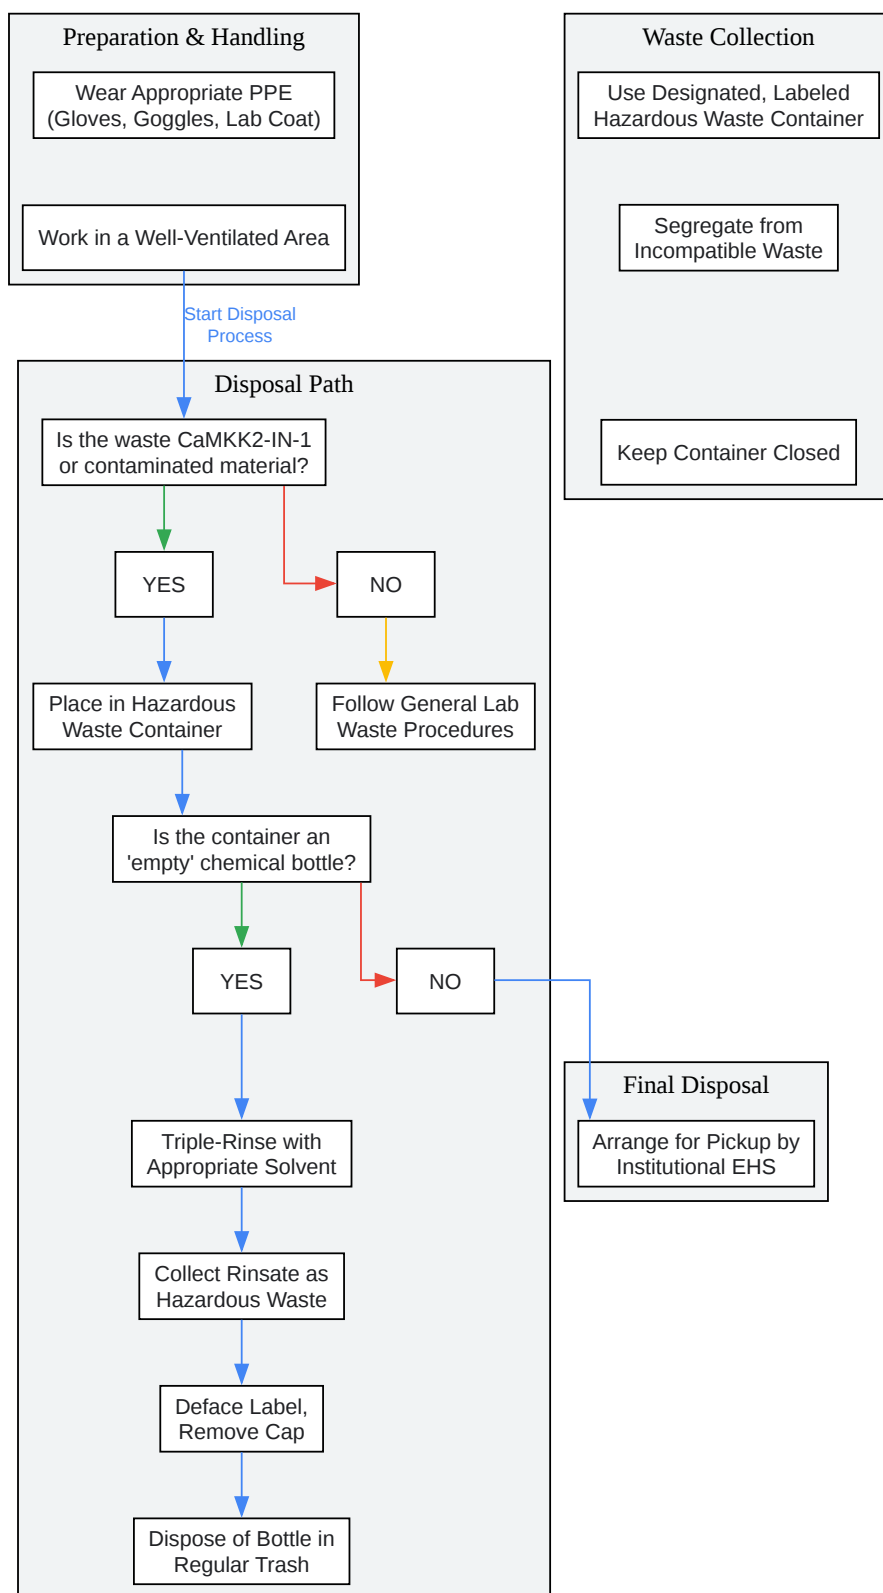 Preparation & Handling
Wear Appropriate PPE
(Gloves, Goggles, Lab Coat)
Work in a Well-Ventilated Area
Waste Collection
Use Designated, Labeled
Hazardous Waste Container
Segregate from
Incompatible Waste
Keep Container Closed
Start Disposal
Process
Disposal Path
Is the waste CaMKK2-IN-1
or contaminated material?
YES
NO
Place in Hazardous
Waste Container
Follow General Lab
Waste Procedures
Is the container an
'empty' chemical bottle?
YES
NO
Final Disposal
Arrange for Pickup by
Institutional EHS
Triple-Rinse with
Appropriate Solvent
Collect Rinsate as
Hazardous Waste
Deface Label,
Remove Cap
Dispose of Bottle in
Regular Trash